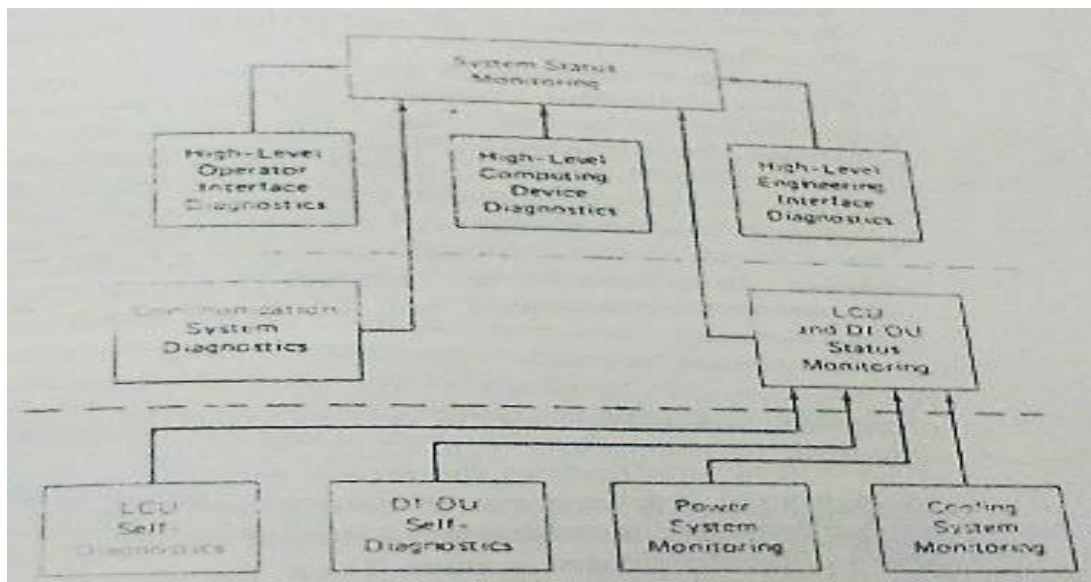 System Status
Monitoring
High-Level
Operator
Interface
Diagnostics
High-Level
Computing
Device
Diagnostics
High-Level
Engineering
Interface
Diagnostics
System
Diagnostics
LCU
and DI OU
Status
Monitoring
LCU
Self-
Diagnostics
DI OU
Self-
Diagnostics
Power
System
Monitoring
Cooling
System
Monitoring